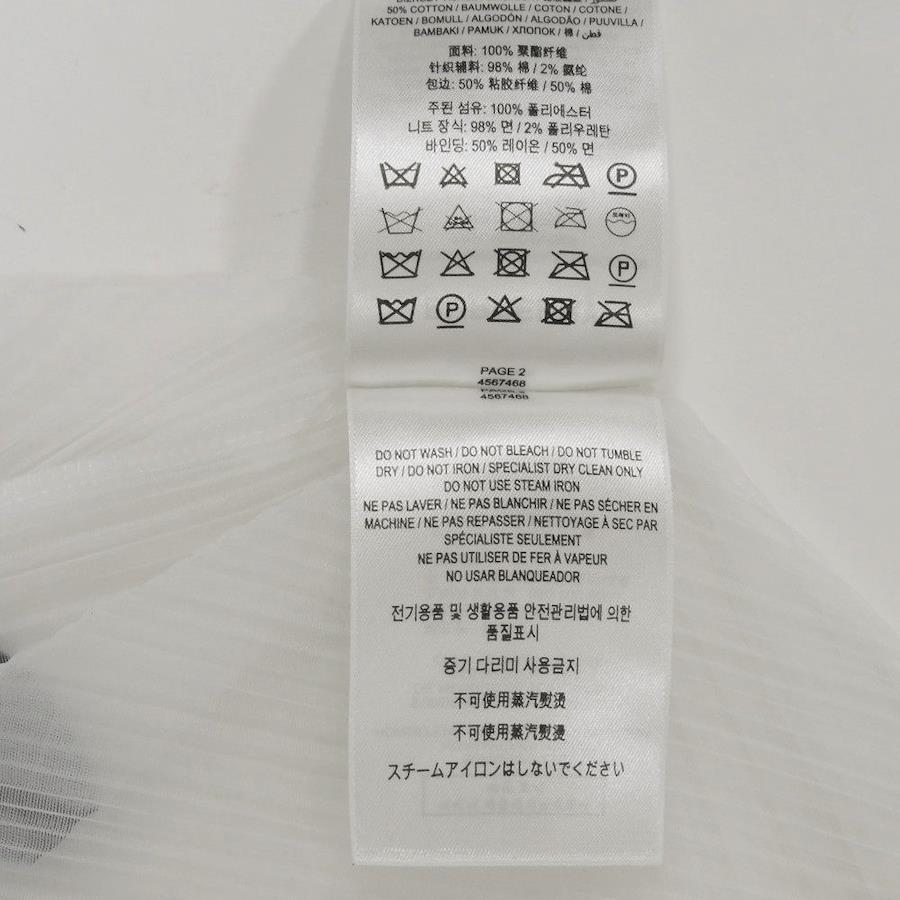 50% COTTON / BAUMWOLLE / COTON / COTONE /
KATOEN / BOMULL / ALGODÓN / ALGODÃO / PUUVILLA /
BAMBAKI / PAMUK / ХЛОПОК / 棉 / قطن
面料: 100% 聚酯纤维
针织辅料: 98% 棉 / 2% 氨纶
包边: 50% 粘胶纤维 / 50% 棉
주된 섬유: 100% 폴리에스터
니트 장식: 98% 면 / 2% 폴리우레탄
바인딩: 50% 레이온 / 50% 면
P
P
P
PAGE 2
4567468
4567468
DO NOT WASH / DO NOT BLEACH / DO NOT TUMBLE
DRY / DO NOT IRON / SPECIALIST DRY CLEAN ONLY
DO NOT USE STEAM IRON
NE PAS LAVER / NE PAS BLANCHIR / NE PAS SÉCHER EN
MACHINE / NE PAS REPASSER / NETTOYAGE À SEC PAR
SPÉCIALISTE SEULEMENT
NE PAS UTILISER DE FER À VAPEUR
NO USAR BLANQUEADOR
전기용품 및 생활용품 안전관리법에 의한
품질표시
증기 다리미 사용금지
不可使用蒸汽熨烫
不可使用蒸汽熨燙
スチームアイロンはしないでください